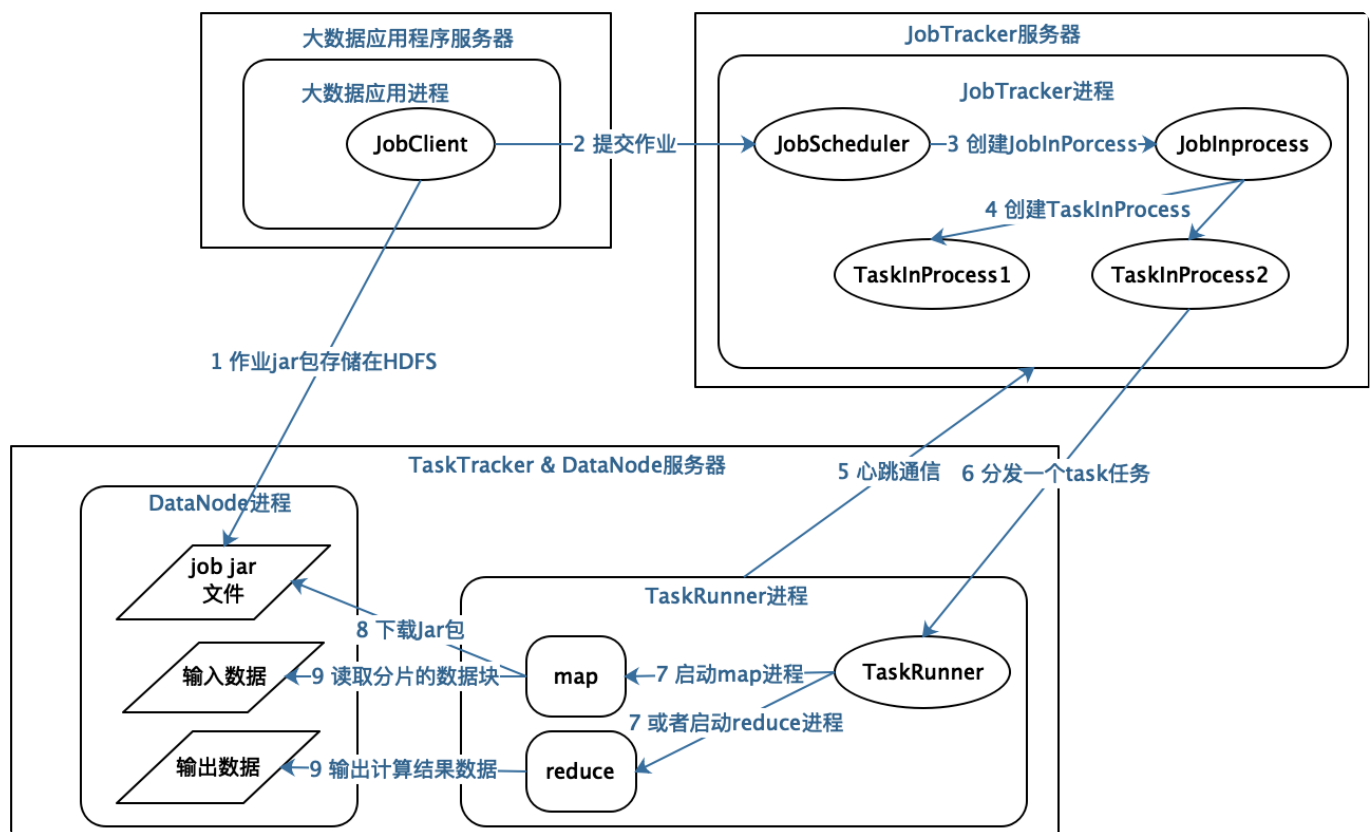 大数据应用程序服务器
大数据应用进程
JobClient
2 提交作业
JobTracker服务器
JobTracker进程
JobScheduler
3 创建JobInPorcess
JobInprocess
4 创建TaskInProcess
TaskInProcess1
TaskInProcess2
1 作业jar包存储在HDFS
5 心跳通信
6 分发一个task任务
TaskTracker & DataNode服务器
DataNode进程
job jar
文件
输入数据
输出数据
8 下载Jar包
9 读取分片的数据块
9 输出计算结果数据
TaskRunner进程
map
reduce
7 启动map进程
7 或者启动reduce进程
TaskRunner